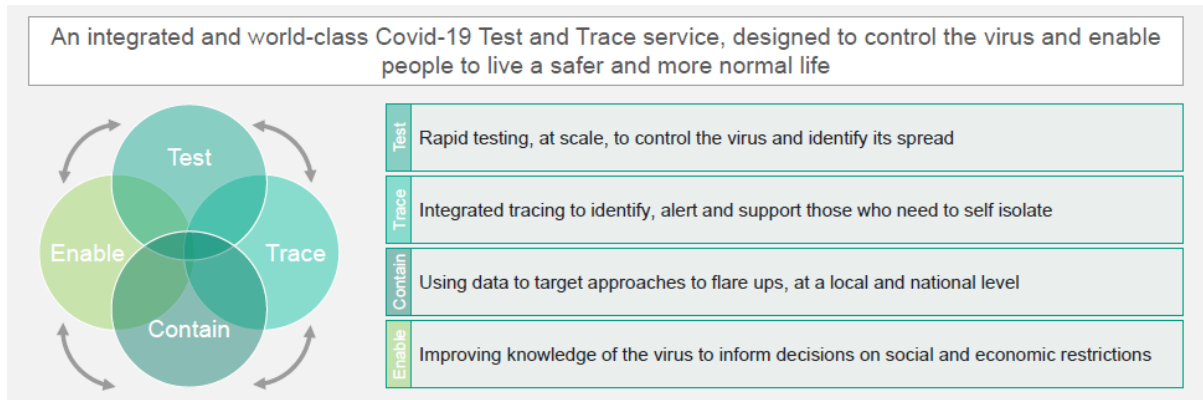 An integrated and world-class Covid-19 Test and Trace service, designed to control the virus and enable
people to live a safer and more normal life
Test
Enable
Trace
Contain
Test
Rapid testing, at scale, to control the virus and identify its spread
Trace
Integrated tracing to identify, alert and support those who need to self isolate
Contain
Using data to target approaches to flare ups, at a local and national level
Enable
Improving knowledge of the virus to inform decisions on social and economic restrictions